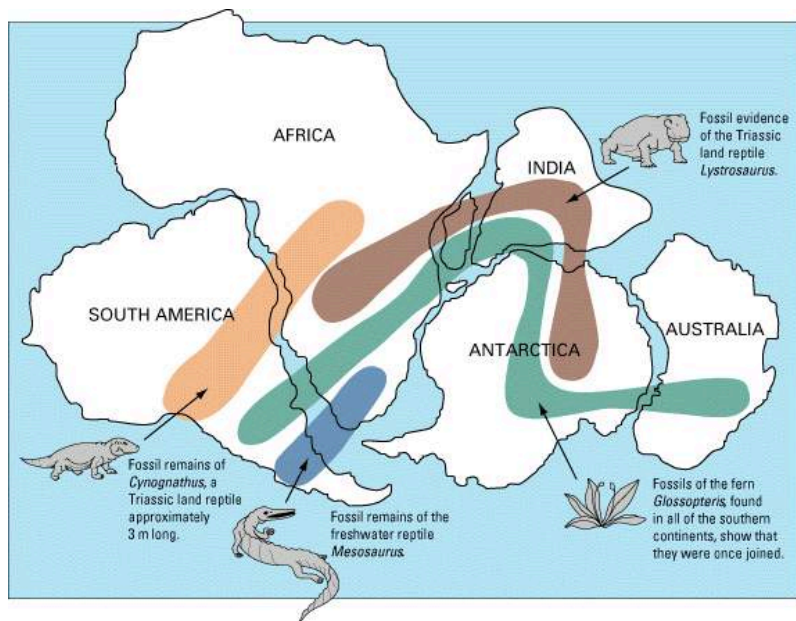 AFRICA
INDIA
Fossil evidence
of the Triassic
land reptile
Lystrosaurus.
SOUTH AMERICA
ANTARCTICA
AUSTRALIA
Fossil remains of
Cynognathus, a
Triassic land reptile
approximately
3 m long.
Fossil remains of the
freshwater reptile
Mesosaurus.
Fossils of the fern
Glossopteris, found
in all of the southern
continents, show that
they were once joined.